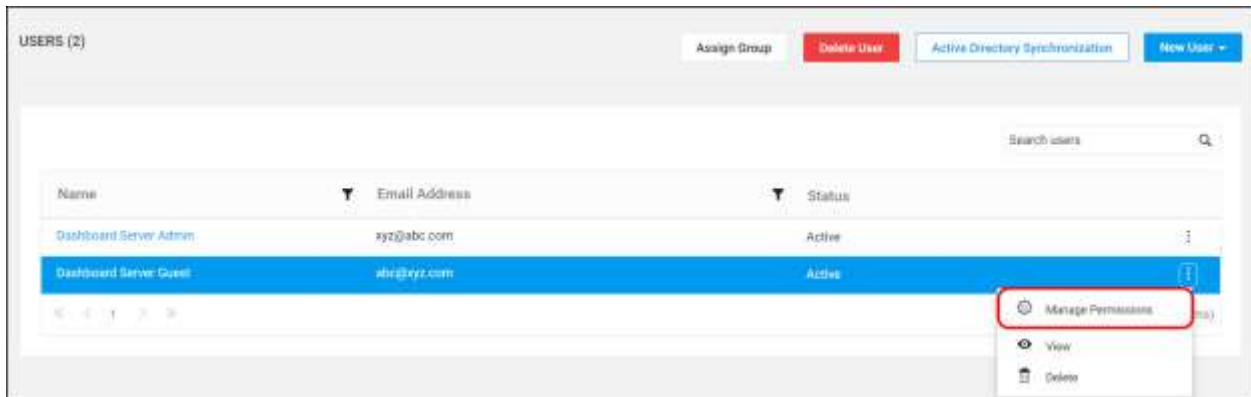 USERS (2)
Assign Group Delete User Active Directory Synchronization New User
Search users
Name Email Address Status
Dashboard Server Admin xyz@abc.com Active
Dashboard Server Guest abc@xyz.com Active
1
Manage Permissions
View
Delete